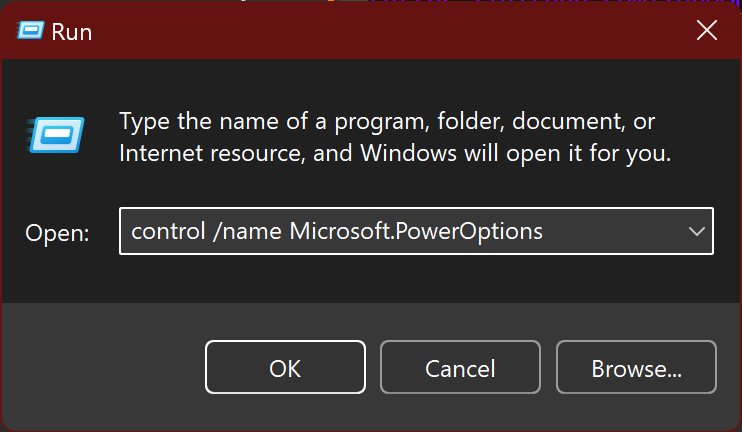 Run
Type the name of a program, folder, document, or
Internet resource, and Windows will open it for you.
Open: control /name Microsoft.PowerOptions
OK Cancel Browse...